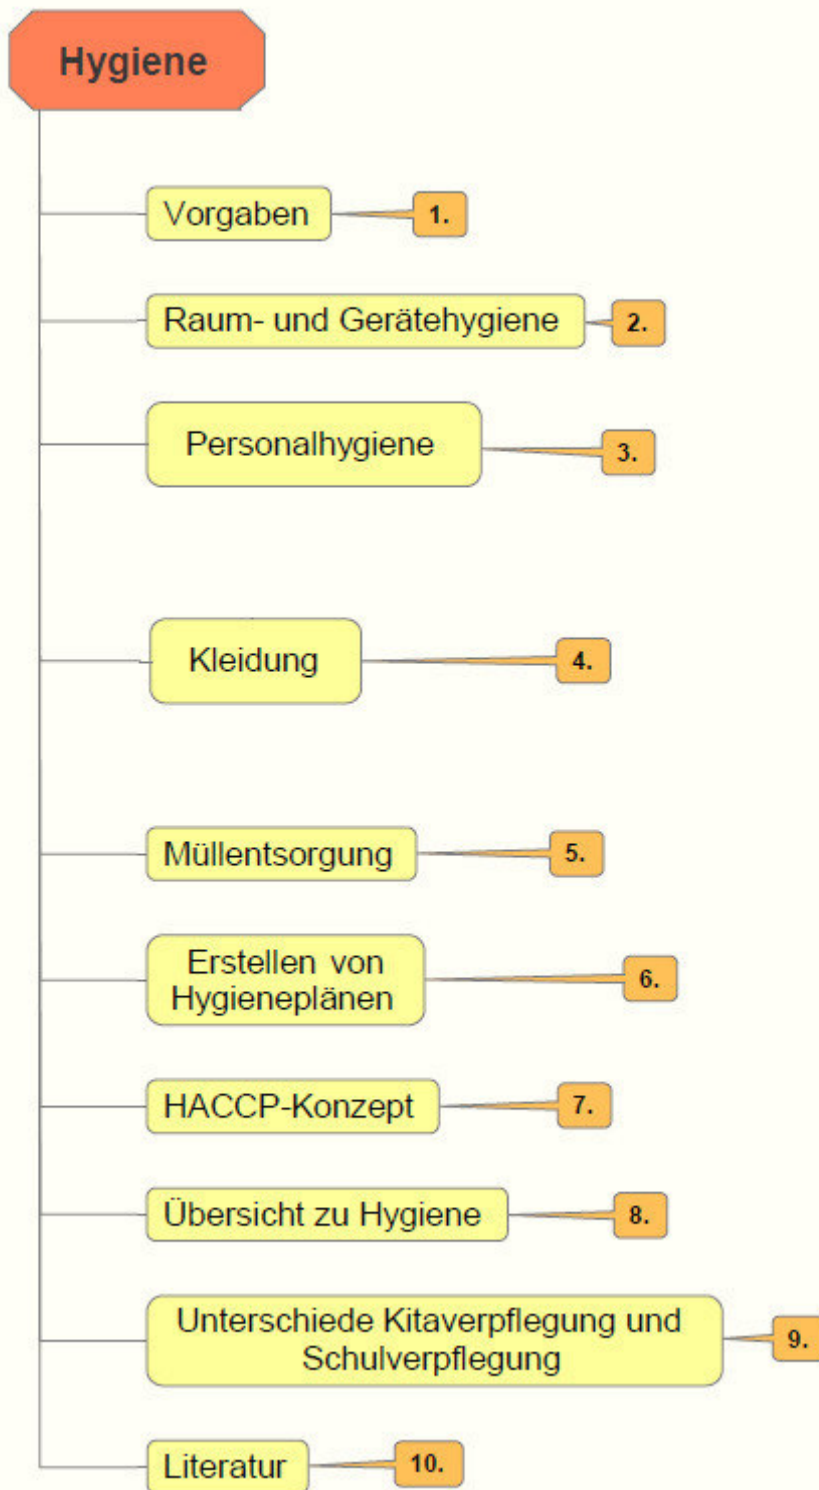 Hygiene
Vorgaben 1.
Raum- und Gerätehygiene 2.
Personalhygiene 3.
Kleidung 4.
Müllentsorgung 5.
Erstellen von
Hygieneplänen 6.
HACCP-Konzept 7.
Übersicht zu Hygiene 8.
Unterschiede Kitaverpflegung und
Schulverpflegung 9.
Literatur 10.